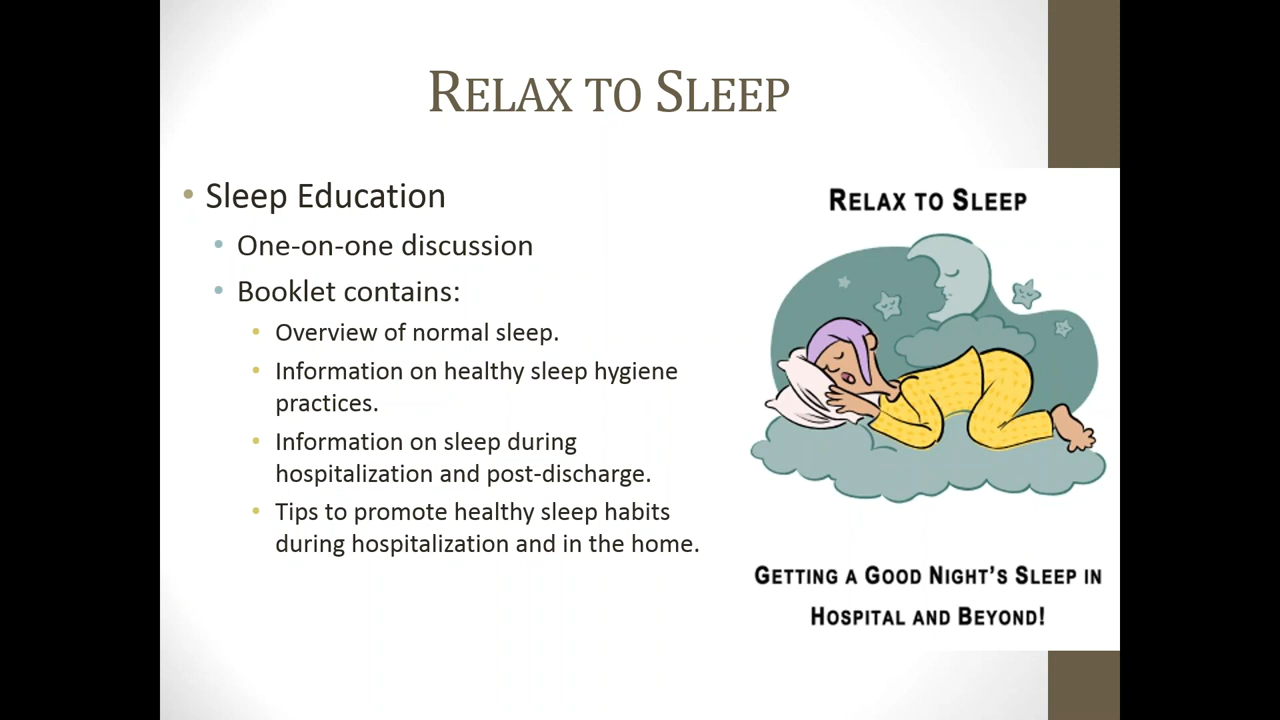 RELAX TO SLEEP
• Sleep Education
• One-on-one discussion
• Booklet contains:
• Overview of normal sleep.
• Information on healthy sleep hygiene
practices.
• Information on sleep during
hospitalization and post-discharge.
• Tips to promote healthy sleep habits
during hospitalization and in the home.
RELAX TO SLEEP
GETTING A GOOD NIGHT'S SLEEP IN
HOSPITAL AND BEYOND!